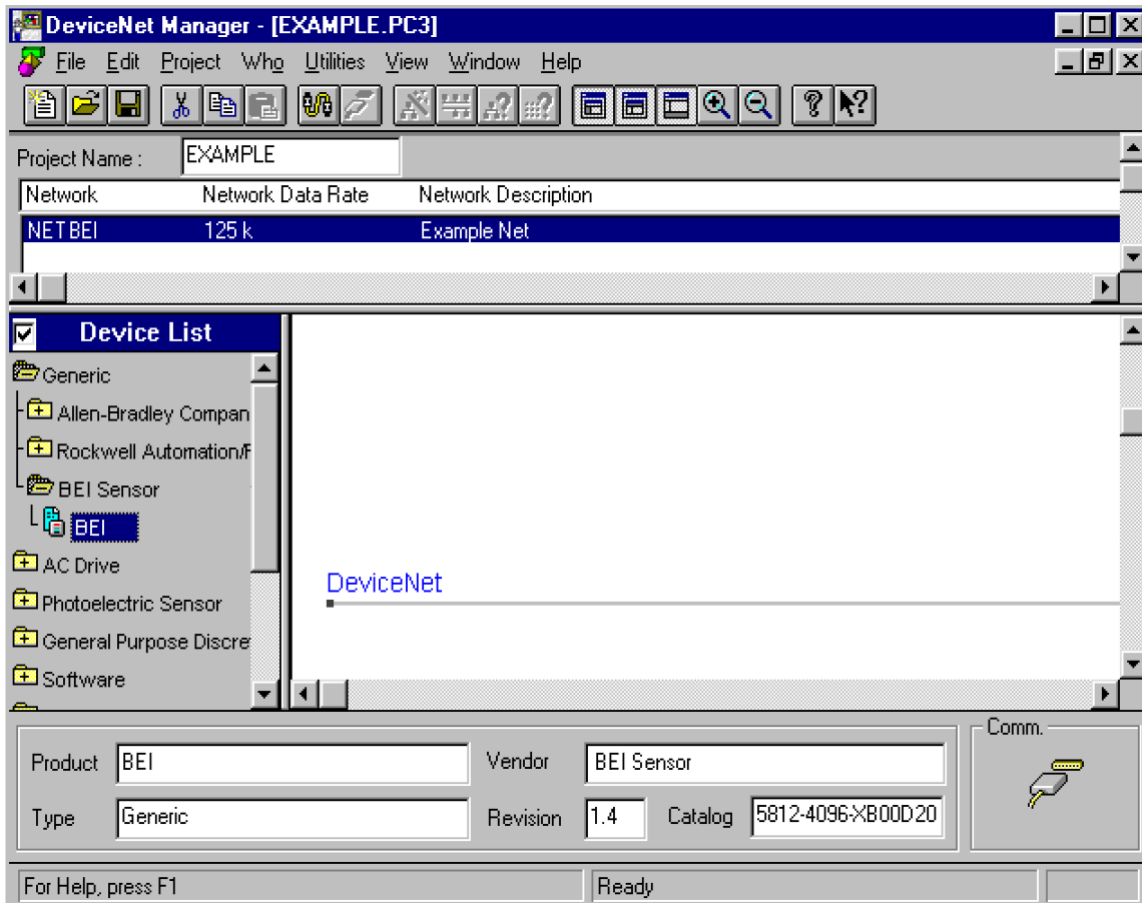 DeviceNet Manager - [EXAMPLE.PC3]
File Edit Project Who Utilities View Window Help
Project Name : EXAMPLE
Network Network Data Rate Network Description
NETBEI 125 k Example Net
Device List
Generic
Allen-Bradley Compan
Rockwell Automation/F
BEI Sensor
BEI
AC Drive
Photoelectric Sensor
General Purpose Discre
Software
DeviceNet
Comm.
Product BEI Vendor BEI Sensor
Type Generic Revision 1.4 Catalog 5812-4096-XB00D20
For Help, press F1 Ready